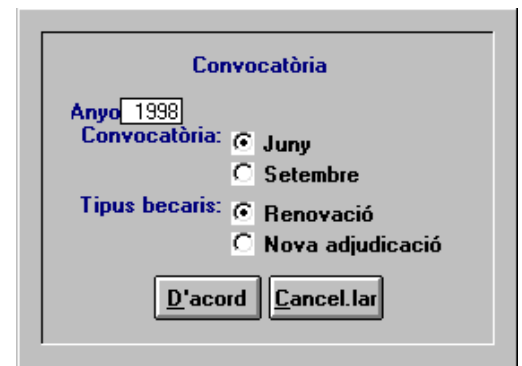 Convocatòria
Anyo 1998
Convocatòria: Juny
Setembre
Tipus becaris: Renovació
Nova adjudicació
D'acord Cancel.lar